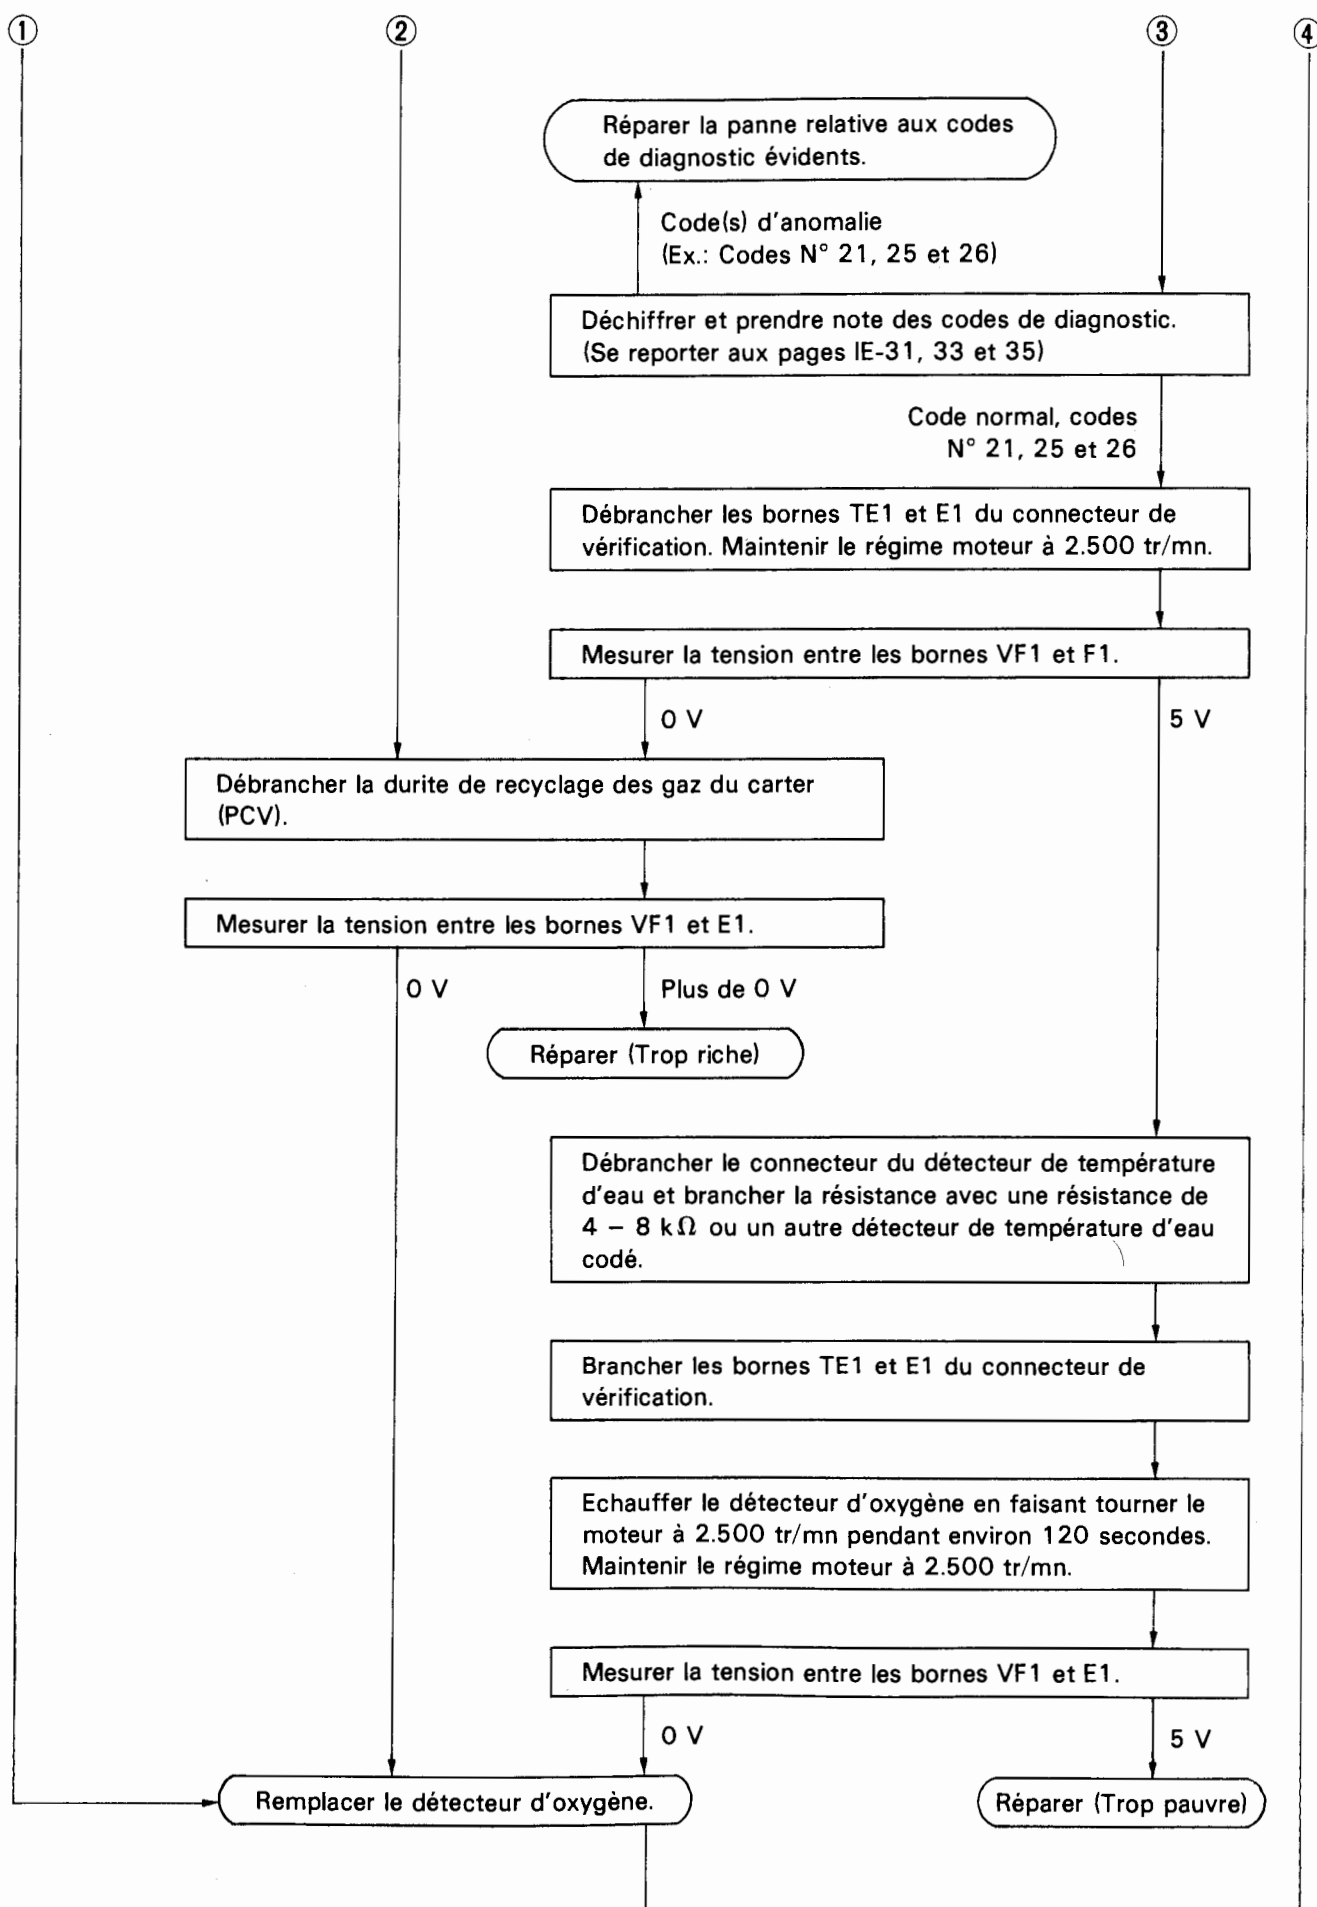 ① ② ③ ④
Réparer la panne relative aux codes
de diagnostic évidents.
Code(s) d'anomalie
(Ex.: Codes N° 21, 25 et 26)
Déchiffrer et prendre note des codes de diagnostic.
(Se reporter aux pages IE-31, 33 et 35)
Code normal, codes
N° 21, 25 et 26
Débrancher les bornes TE1 et E1 du connecteur de
vérification. Maintenir le régime moteur à 2.500 tr/mn.
Mesurer la tension entre les bornes VF1 et F1.
0 V
5 V
Débrancher la durite de recyclage des gaz du carter
(PCV).
Mesurer la tension entre les bornes VF1 et E1.
0 V
Plus de 0 V
Réparer (Trop riche)
Débrancher le connecteur du détecteur de température
d'eau et brancher la résistance avec une résistance de
4 – 8 kΩ ou un autre détecteur de température d'eau
codé.
Brancher les bornes TE1 et E1 du connecteur de
vérification.
Echauffer le détecteur d'oxygène en faisant tourner le
moteur à 2.500 tr/mn pendant environ 120 secondes.
Maintenir le régime moteur à 2.500 tr/mn.
Mesurer la tension entre les bornes VF1 et E1.
0 V
5 V
Remplacer le détecteur d'oxygène.
Réparer (Trop pauvre)